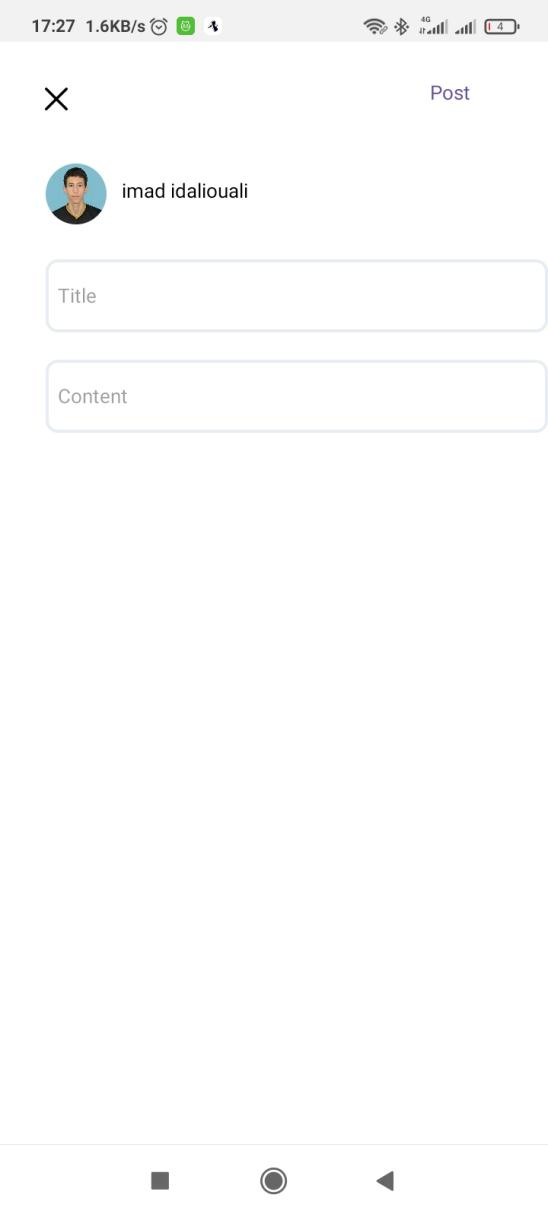 17:27 1.6KB/s 4G 4
Post
imad idaliouali
Title
Content